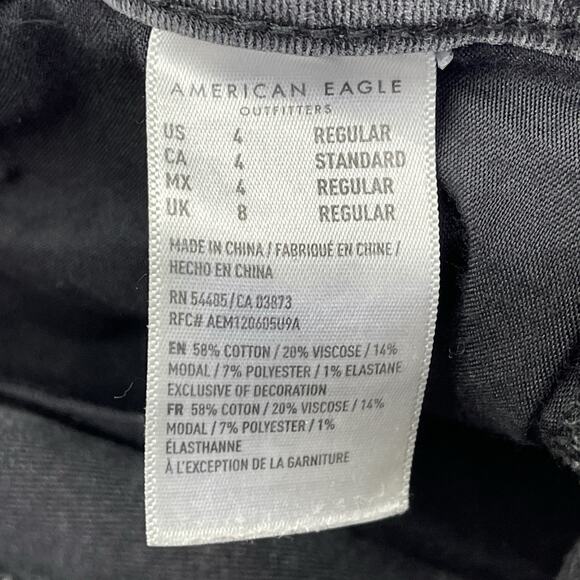 AMERICAN EAGLE
OUTFITTERS
US 4 REGULAR
CA 4 STANDARD
MX 4 REGULAR
UK 8 REGULAR
MADE IN CHINA / FABRIQUÉ EN CHINE /
HECHO EN CHINA
RN 54485/CA 03873
RFC# AEM120605U9A
EN 58% COTTON / 20% VISCOSE / 14%
MODAL / 7% POLYESTER / 1% ELASTANE
EXCLUSIVE OF DECORATION
FR 58% COTON / 20% VISCOSE / 14%
MODAL / 7% POLYESTER / 1%
ÉLASTHANNE
À L'EXCEPTION DE LA GARNITURE